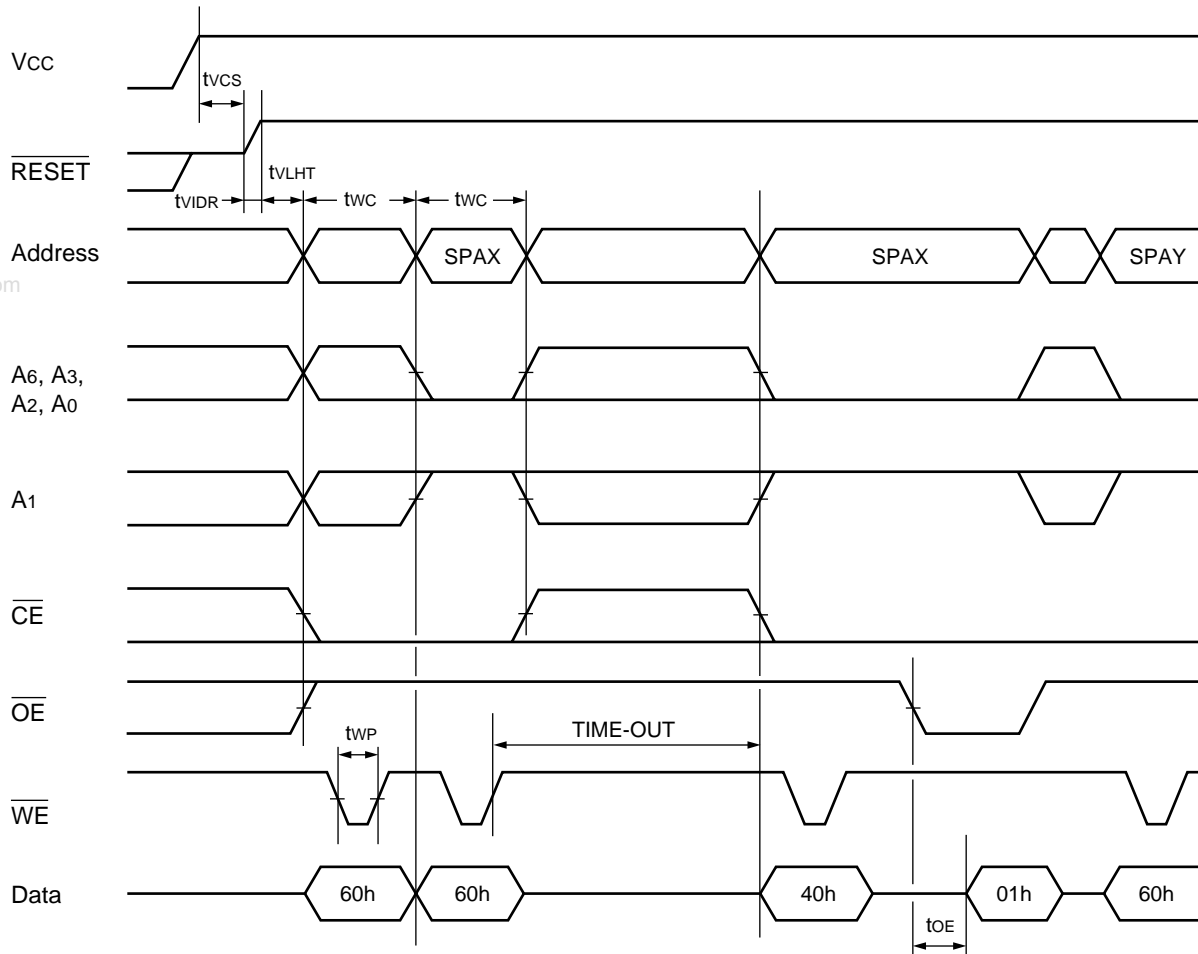 VCC
tVCS
RESET
tVLHT
tVIDR
tWC
tWC
Address
SPAX
SPAX
SPAY
om
A6, A3,
A2, A0
A1
CE
OE
TIME-OUT
tWP
WE
Data
60h
60h
40h
01h
60h
tOE